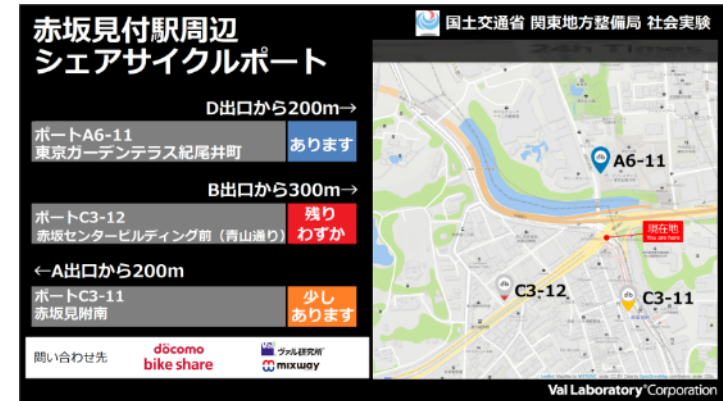 赤坂見付駅周辺
シェアサイクルポート
D出口から200m→
ポートA6-11
東京ガーデンテラス紀尾井町
あります
B出口から300m→
ポートC3-12
赤坂センタービルディング前（青山通り）
残り
わずか
←A出口から200m
ポートC3-11
赤坂見附南
少し
あります
問い合わせ先
döcomo
bike share
ヴァル研究所
mixway
国土交通省 関東地方整備局 社会実験
24h Times
A6-11
現在地
You are here
C3-12
C3-11
Val Laboratory Corporation